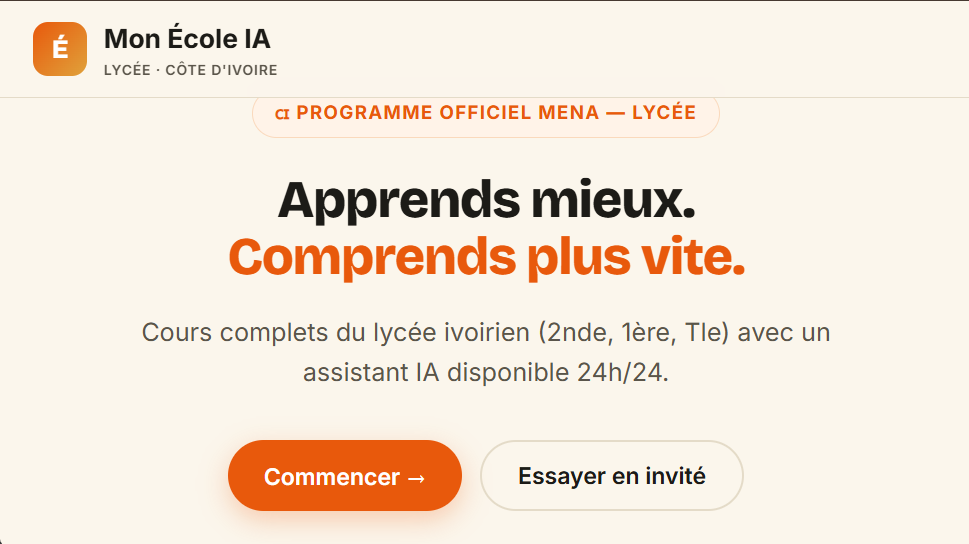 É
Mon École IA
LYCÉE · CÔTE D'IVOIRE
CI PROGRAMME OFFICIEL MENA — LYCÉE
Apprends mieux.
Comprends plus vite.
Cours complets du lycée ivoirien (2nde, 1ère, Tle) avec un
assistant IA disponible 24h/24.
Commencer →
Essayer en invité